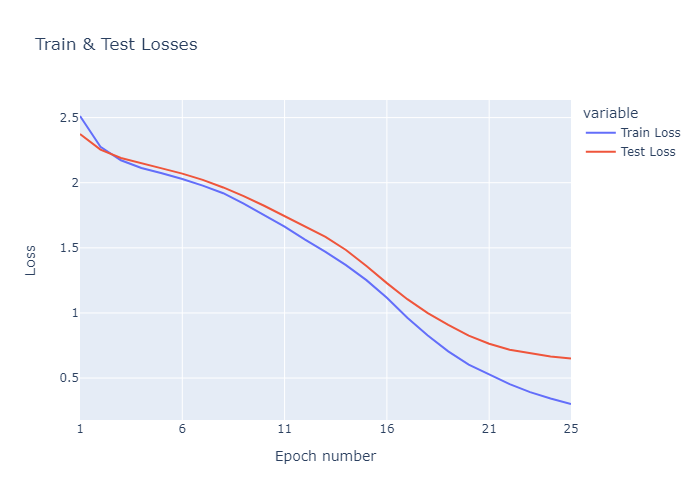 Train & Test Losses
variable
Train Loss
Test Loss
Loss
2.5
2
1.5
1
0.5
1 6 11 16 21 25
Epoch number